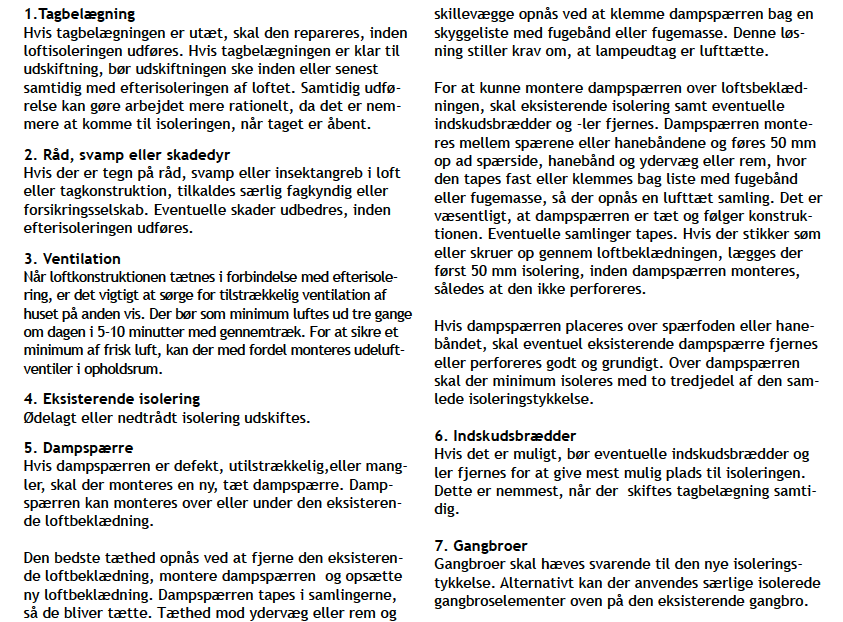 1.Tagbelægning
Hvis tagbelægningen er utæt, skal den repareres, inden
loftisoleringen udføres. Hvis tagbelægningen er klar til
udskiftning, bør udskiftningen ske inden eller senest
samtidig med efterisoleringen af loftet. Samtidig udfø-
relse kan gøre arbejdet mere rationelt, da det er nem-
mere at komme til isoleringen, når taget er åbent.
2. Råd, svamp eller skadedyr
Hvis der er tegn på råd, svamp eller insektangreb i loft
eller tagkonstruktion, tilkaldes særlig fagkyndig eller
forsikringsselskab. Eventuelle skader udbedres, inden
efterisoleringen udføres.
3. Ventilation
Når loftkonstruktionen tætnes i forbindelse med efterisole-
ring, er det vigtigt at sørge for tilstrækkelig ventilation af
huset på anden vis. Der bør som minimum luftes ud tre gange
om dagen i 5-10 minutter med gennemtræk. For at sikre et
minimum af frisk luft, kan der med fordel monteres udeluft-
ventiler i opholdsrum.
4. Eksisterende isolering
Ødelagt eller nedtrådt isolering udskiftes.
5. Dampspærre
Hvis dampspærren er defekt, utilstrækkelig,eller mang-
ler, skal der monteres en ny, tæt dampspærre. Damp-
spærren kan monteres over eller under den eksisteren-
de loftbeklædning.
Den bedste tæthed opnås ved at fjerne den eksisteren-
de loftbeklædning, montere dampspærren  og opsætte
ny loftbeklædning. Dampspærren tapes i samlingerne,
så de bliver tætte. Tæthed mod ydervæg eller rem og
skillevægge opnås ved at klemme dampspærren bag en
skyggeliste med fugebånd eller fugemasse. Denne løs-
ning stiller krav om, at lampeudtag er lufttætte.
For at kunne montere dampspærren over loftsbeklæd-
ningen, skal eksisterende isolering samt eventuelle
indskudsbrædder og -ler fjernes. Dampspærren monte-
res mellem spærene eller hanebåndene og føres 50 mm
op ad spærside, hanebånd og ydervæg eller rem, hvor
den tapes fast eller klemmes bag liste med fugebånd
eller fugemasse, så der opnås en lufttæt samling. Det er
væsentligt, at dampspærren er tæt og følger konstruk-
tionen. Eventuelle samlinger tapes. Hvis der stikker søm
eller skruer op gennem loftbeklædningen, lægges der
først 50 mm isolering, inden dampspærren monteres,
således at den ikke perforeres.
Hvis dampspærren placeres over spærfoden eller hane-
båndet, skal eventuel eksisterende dampspærre fjernes
eller perforeres godt og grundigt. Over dampspærren
skal der minimum isoleres med to tredjedel af den sam-
lede isoleringstykkelse.
6. Indskudsbrædder
Hvis det er muligt, bør eventuelle indskudsbrædder og
ler fjernes for at give mest mulig plads til isoleringen.
Dette er nemmest, når der  skiftes tagbelægning samti-
dig.
7. Gangbroer
Gangbroer skal hæves svarende til den nye isolerings-
tykkelse. Alternativt kan der anvendes særlige isolerede
gangbroselementer oven på den eksisterende gangbro.